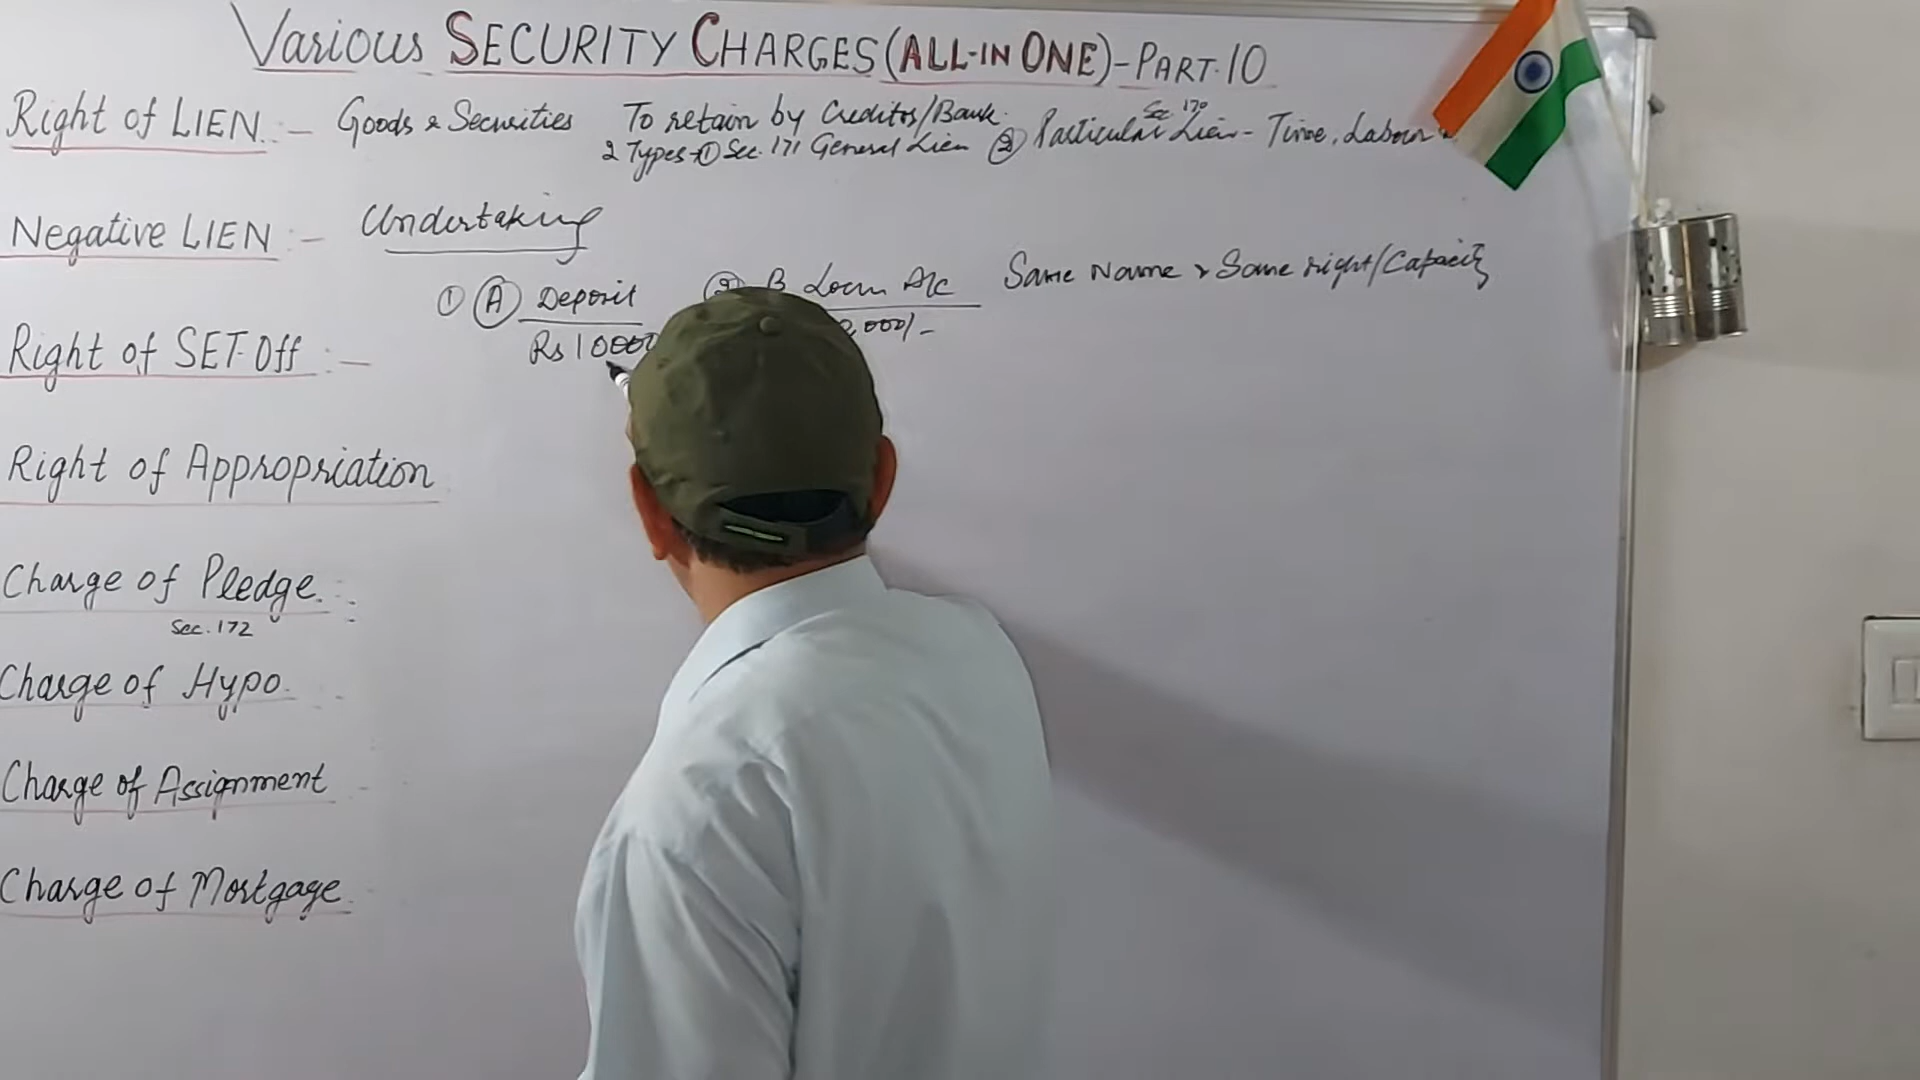 Various SECURITY CHARGES (ALL-IN ONE) - PART-10
Right of LIEN :- Goods & Securities To retain by Creditors/Bank.
2 Types - ① Sec. 171 General Lien ② Particular Lien - Time, Labour
Sec. 170
Negative LIEN :- Undertaking
① Ⓐ Deposit ② B Loan A/c Same Name & Same right/Capacity
Rs 10000 000/-
Right of SET-Off :-
Right of Appropriation
Charge of Pledge :-
Sec. 172
Charge of Hypo.
Charge of Assignment
Charge of Mortgage